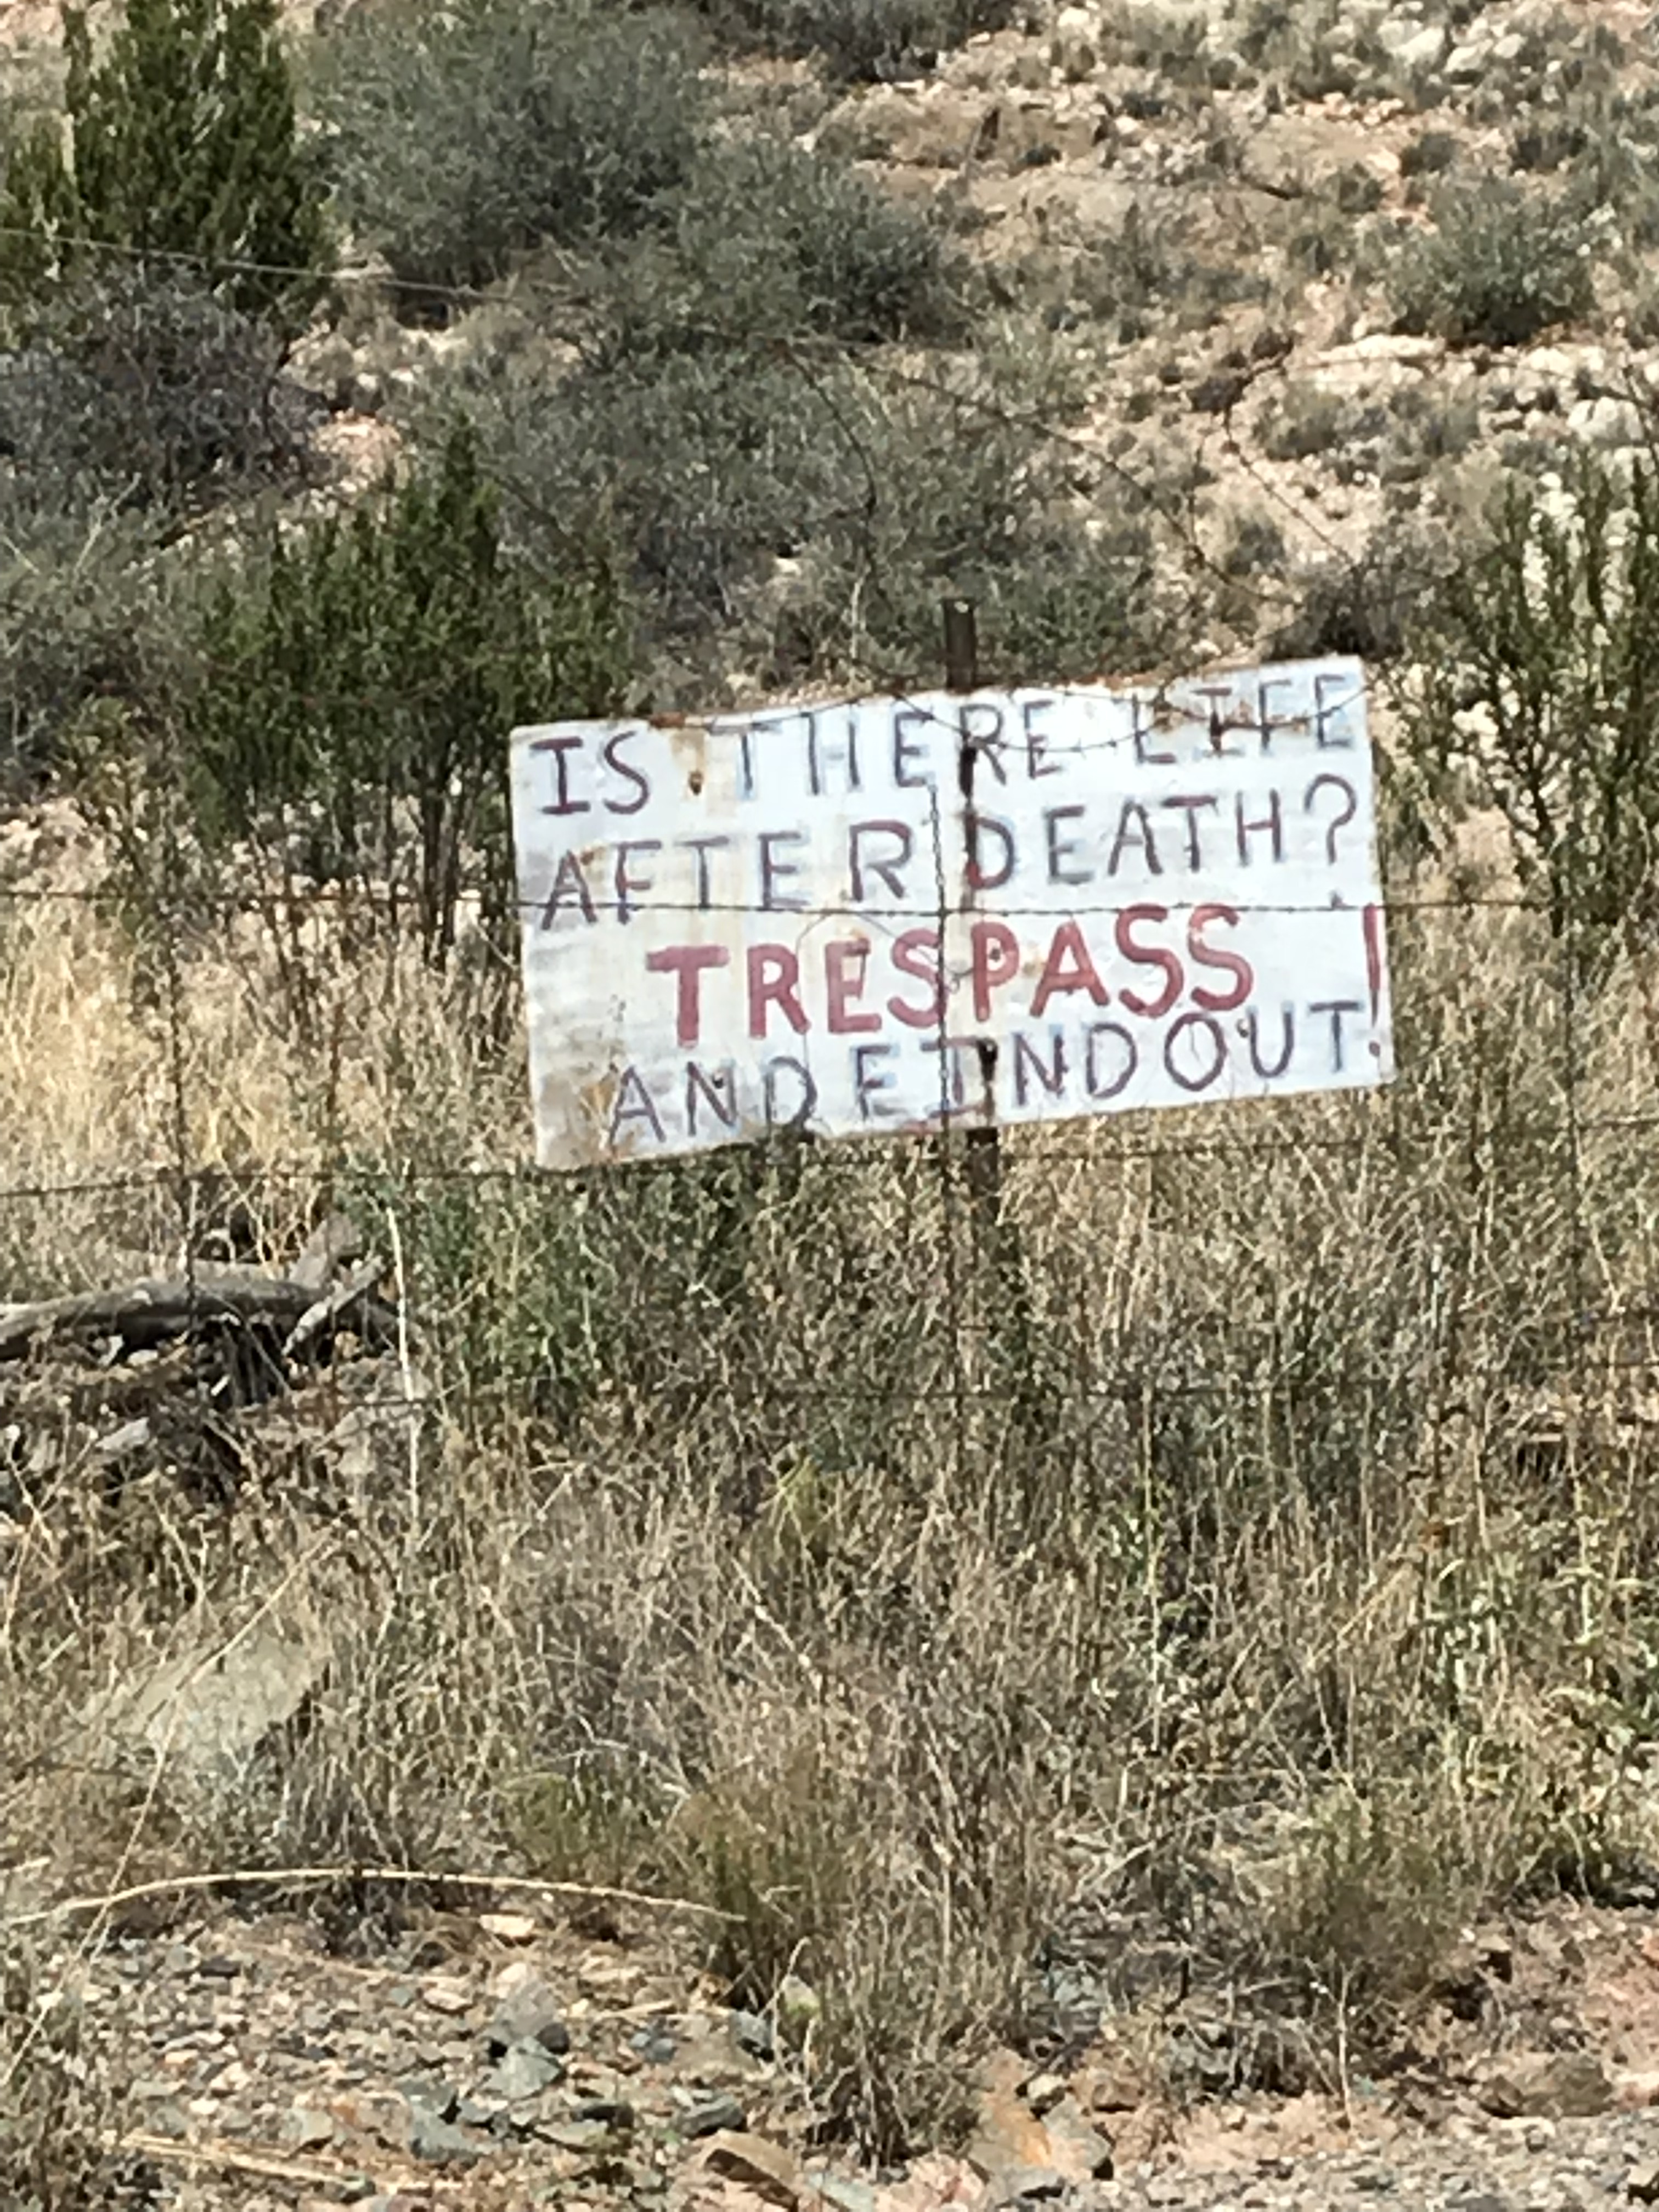 IS THERE LIFE
AFTER DEATH?
TRESPASS !
AND FIND OUT